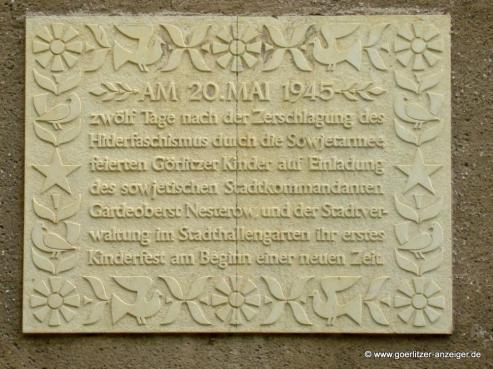 AM 20. MAI 1945
zwölf Tage nach der Zerschlagung des
Hitlerfaschismus durch die Sowjetarmee,
feierten Görlitzer Kinder auf Einladung
des sowjetischen Stadtkommandanten
Gardeoberst Nesterow, und der Stadtver-
waltung im Stadthallengarten ihr erstes
Kinderfest am Beginn einer neuen Zeit.
© www.goerlitzer-anzeiger.de